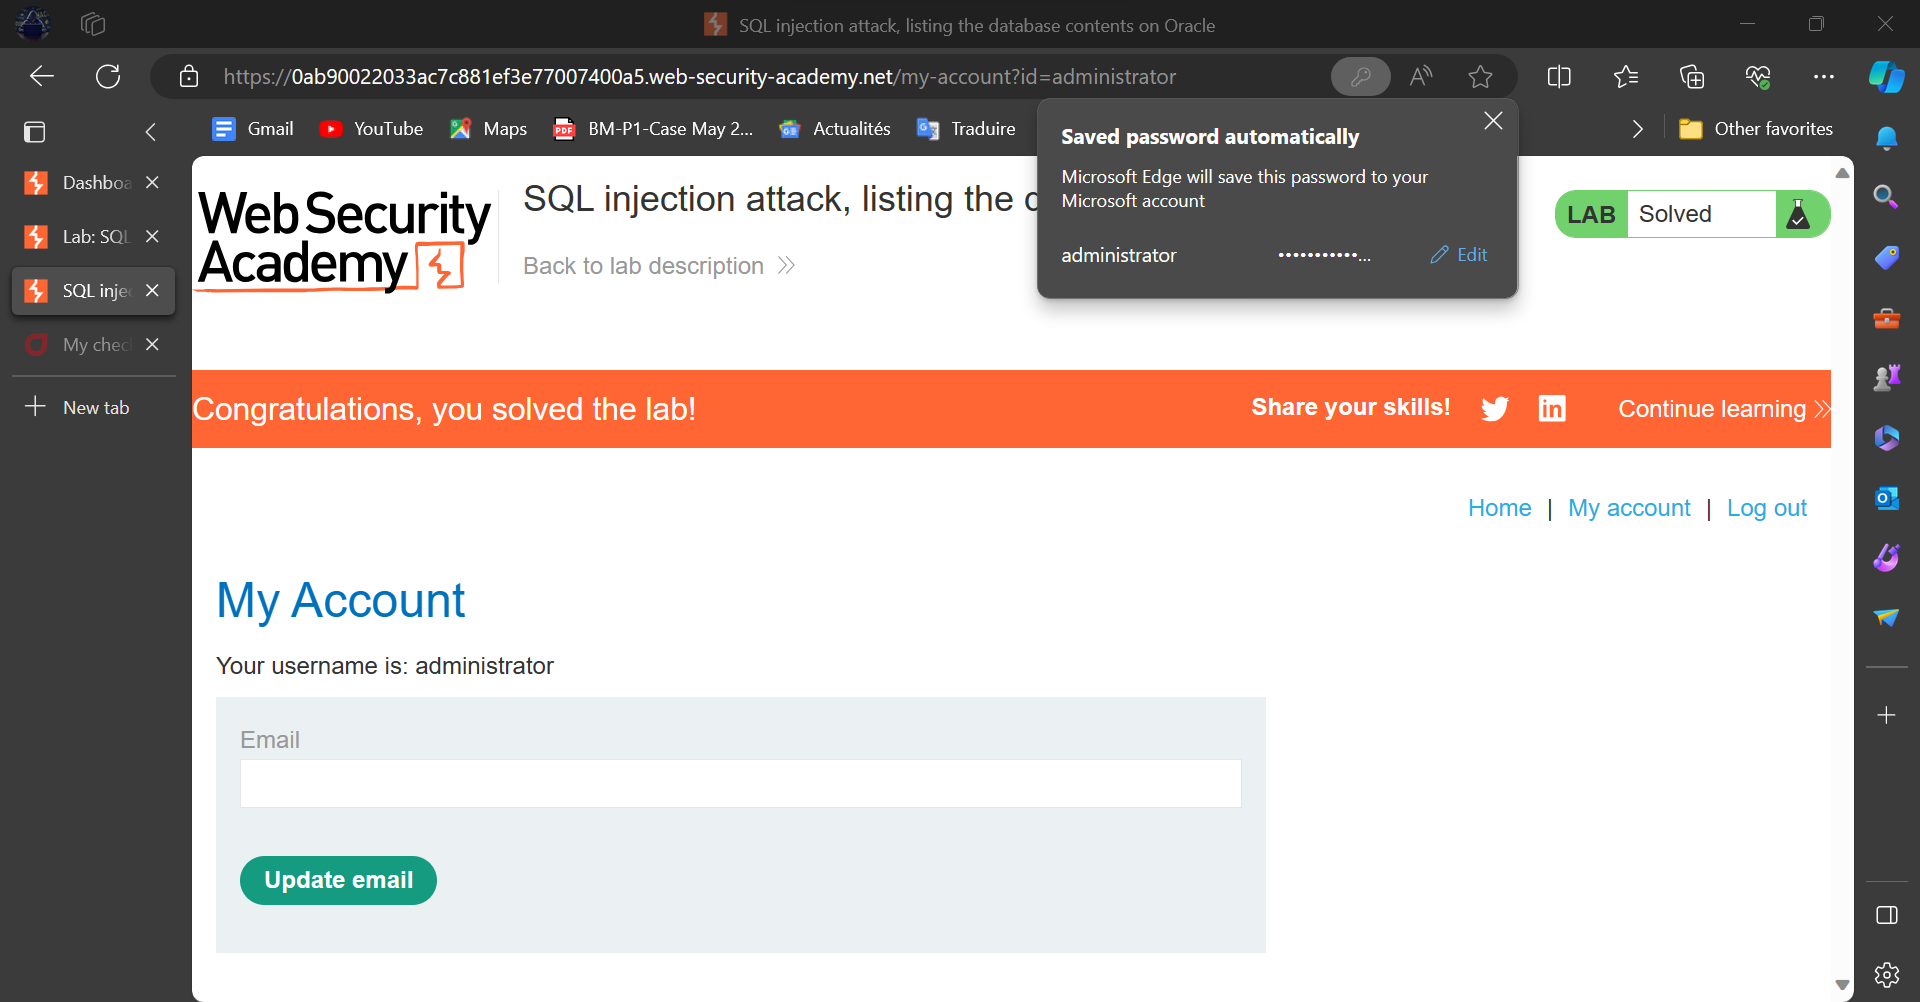 SQL injection attack, listing the database contents on Oracle
https://0ab90022033ac7c881ef3e77007400a5.web-security-academy.net/my-account?id=administrator
Gmail
YouTube
Maps
PDF
BM-P1-Case May 2...
Actualités
Traduire
Other favorites
Dashboa
Lab: SQL
SQL inje
My chec
New tab
Saved password automatically
Microsoft Edge will save this password to your
Microsoft account
administrator
••••••••••••...
Edit
Web Security
Academy
SQL injection attack, listing the d
Back to lab description
LAB
Solved
Congratulations, you solved the lab!
Share your skills!
Continue learning
Home | My account | Log out
My Account
Your username is: administrator
Email
Update email